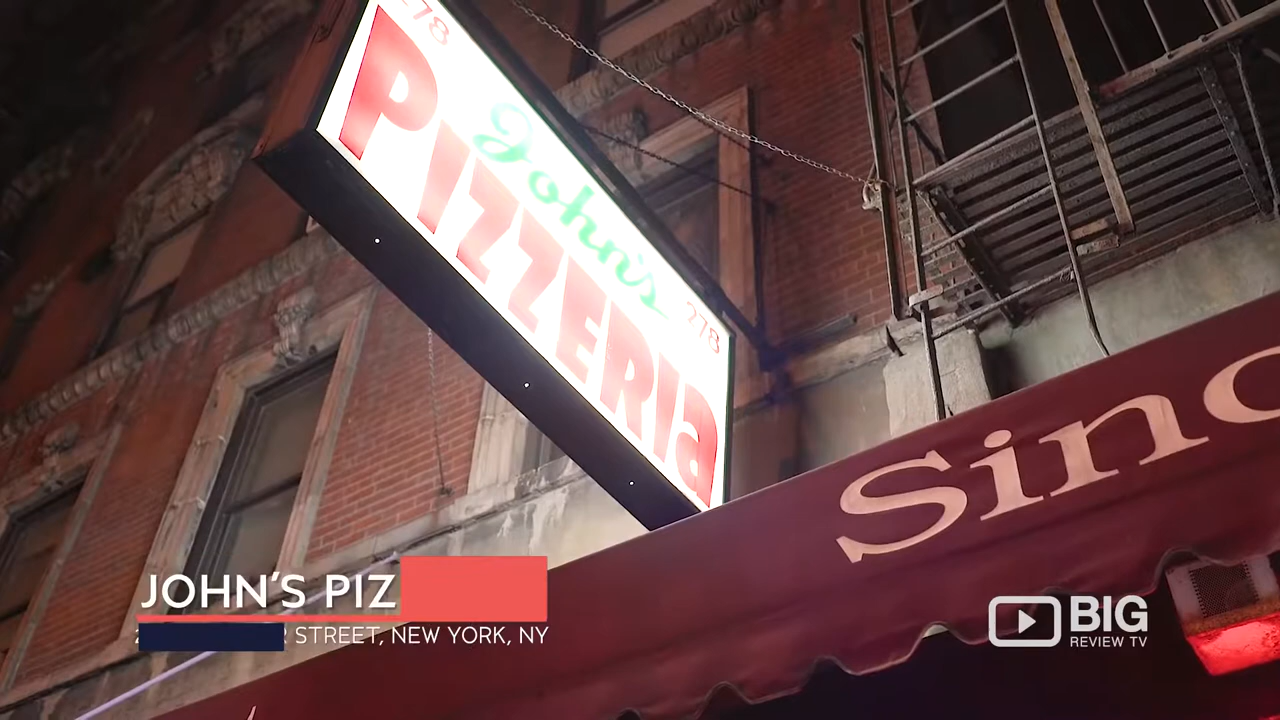 278
John's
PIZZERIa
278
Sinc
JOHN'S PIZ
STREET, NEW YORK, NY
BIG
REVIEW TV